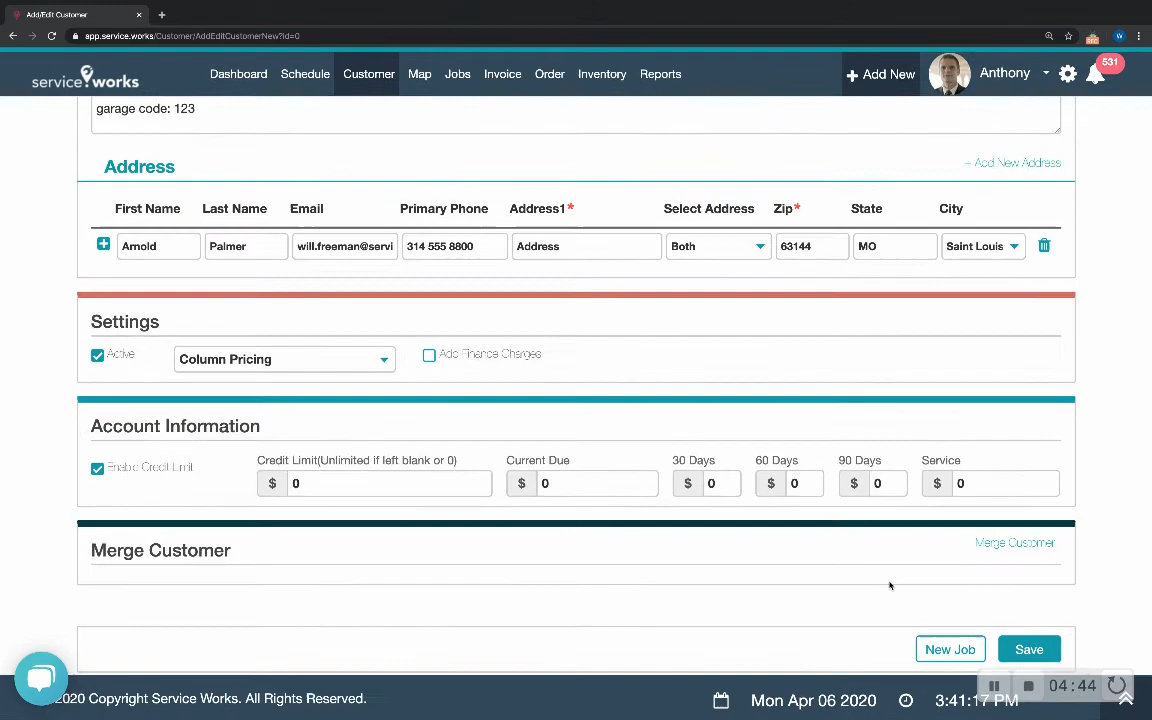 Add/Edit Customer
app.service.works/Customer/AddEditCustomerNew?id=0
W
service works
Dashboard Schedule Customer Map Jobs Invoice Order Inventory Reports
Add New
Anthony
531
garage code: 123
Address
+ Add New Address
First Name Last Name Email Primary Phone Address1* Select Address Zip* State City
Arnold Palmer will.freeman@servi 314 555 8800 Address Both 63144 MO Saint Louis
Settings
Active Column Pricing Add Finance Charges
Account Information
Enable Credit Limit
Credit Limit(Unlimited if left blank or 0) Current Due 30 Days 60 Days 90 Days Service
$ 0 $ 0 $ 0 $ 0 $ 0 $ 0
Merge Customer
Merge Customer
New Job Save
2020 Copyright Service Works. All Rights Reserved.
Mon Apr 06 2020 3:41:17 PM
04:44